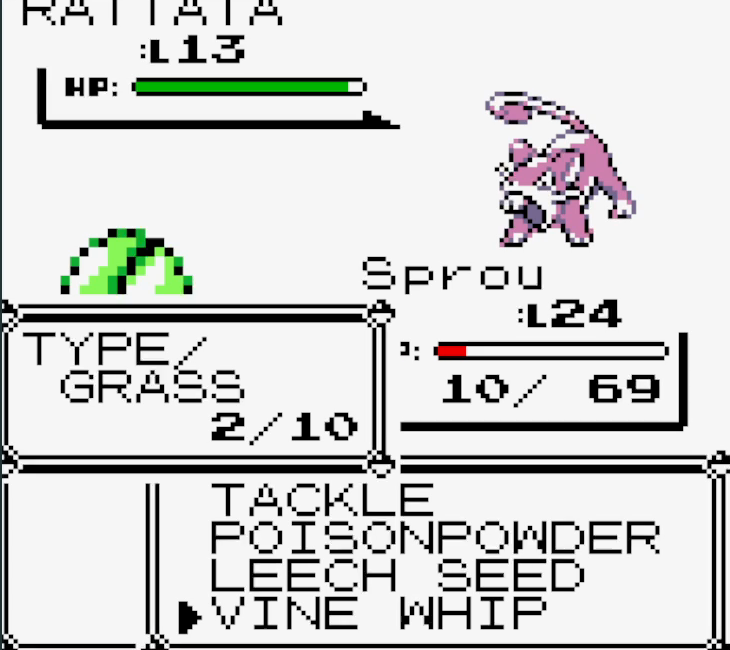 RATTATA
:L13
HP:
Sprou
:L24
10/ 69
TYPE/
GRASS
2/10
TACKLE
POISONPOWDER
LEECH SEED
VINE WHIP